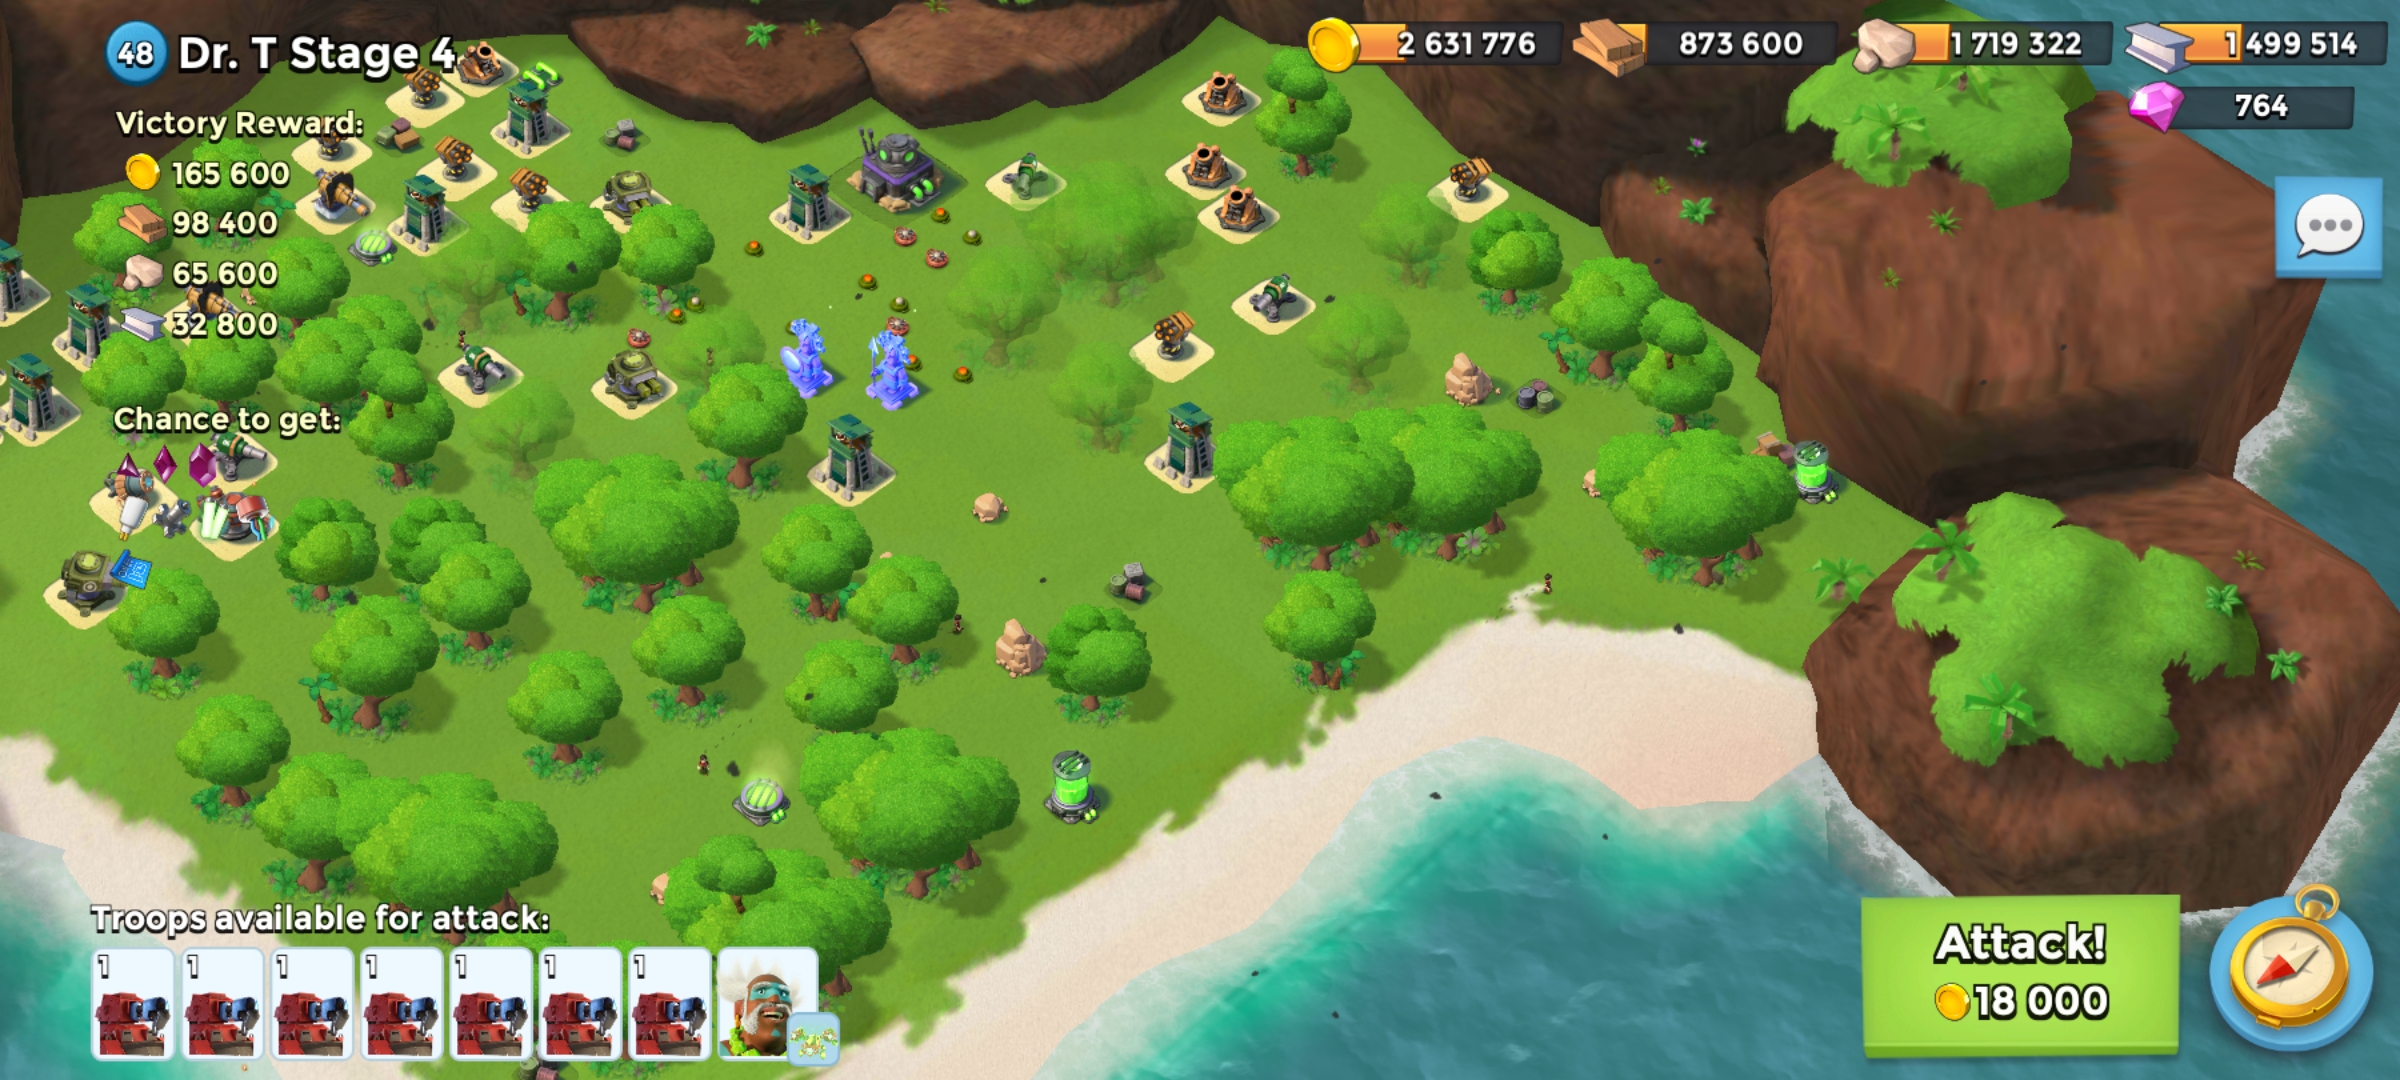 48 Dr. T Stage 4
2 631 776
873 600
1 719 322
1 499 514
764
Victory Reward:
165 600
98 400
65 600
32 800
Chance to get:
Troops available for attack:
1 1 1 1 1 1 1
Attack!
18 000